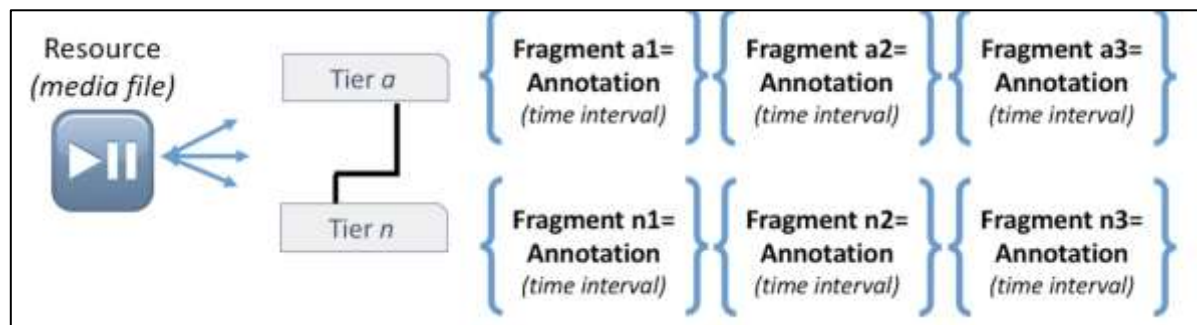 Resource
(media file)
Tier a
Fragment a1=
Annotation
(time interval)
Fragment a2=
Annotation
(time interval)
Fragment a3=
Annotation
(time interval)
Tier n
Fragment n1=
Annotation
(time interval)
Fragment n2=
Annotation
(time interval)
Fragment n3=
Annotation
(time interval)